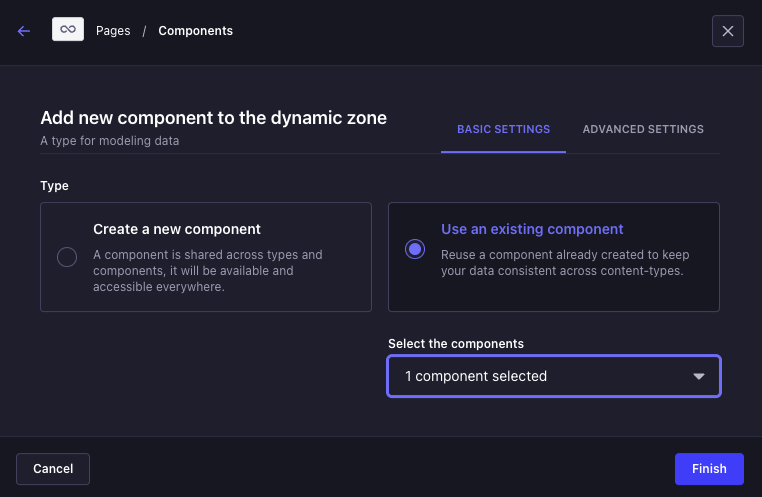 Pages / Components
Add new component to the dynamic zone
A type for modeling data
BASIC SETTINGS
ADVANCED SETTINGS
Type
Create a new component
A component is shared across types and
components, it will be available and
accessible everywhere.
Use an existing component
Reuse a component already created to keep
your data consistent across content-types.
Select the components
1 component selected
Cancel
Finish